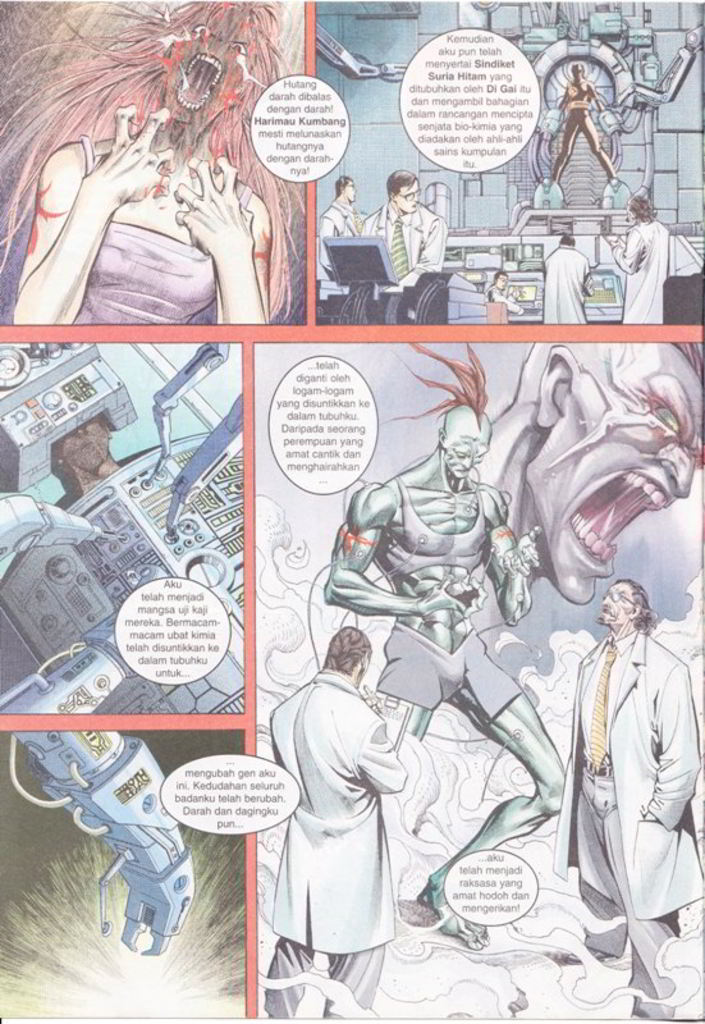 Hutang
darah dibalas
dengan darah!
Harimau Kumbang
mesti melunaskan
hutangnya
dengan darah-
nya!
Kemudian
aku pun telah
menyertai Sindiket
Suria Hitam yang
ditubuhkan oleh Di Gai itu
dan mengambil bahagian
dalam rancangan mencipta
senjata bio-kimia yang
diadakan oleh ahli-ahli
sains kumpulan
itu.
Aku
telah menjadi
mangsa uji kaji
mereka. Bermacam-
macam ubat kimia
telah disuntikkan ke
dalam tubuhku
untuk...
...
mengubah gen aku
ini. Kedudahan seluruh
badanku telah berubah.
Darah dan dagingku
pun...
...telah
diganti oleh
logam-logam
yang disuntikkan ke
dalam tubuhku.
Daripada seorang
perempuan yang
amat cantik dan
menghairahkan
...
...aku
telah menjadi
raksasa yang
amat hodoh dan
mengerikan!